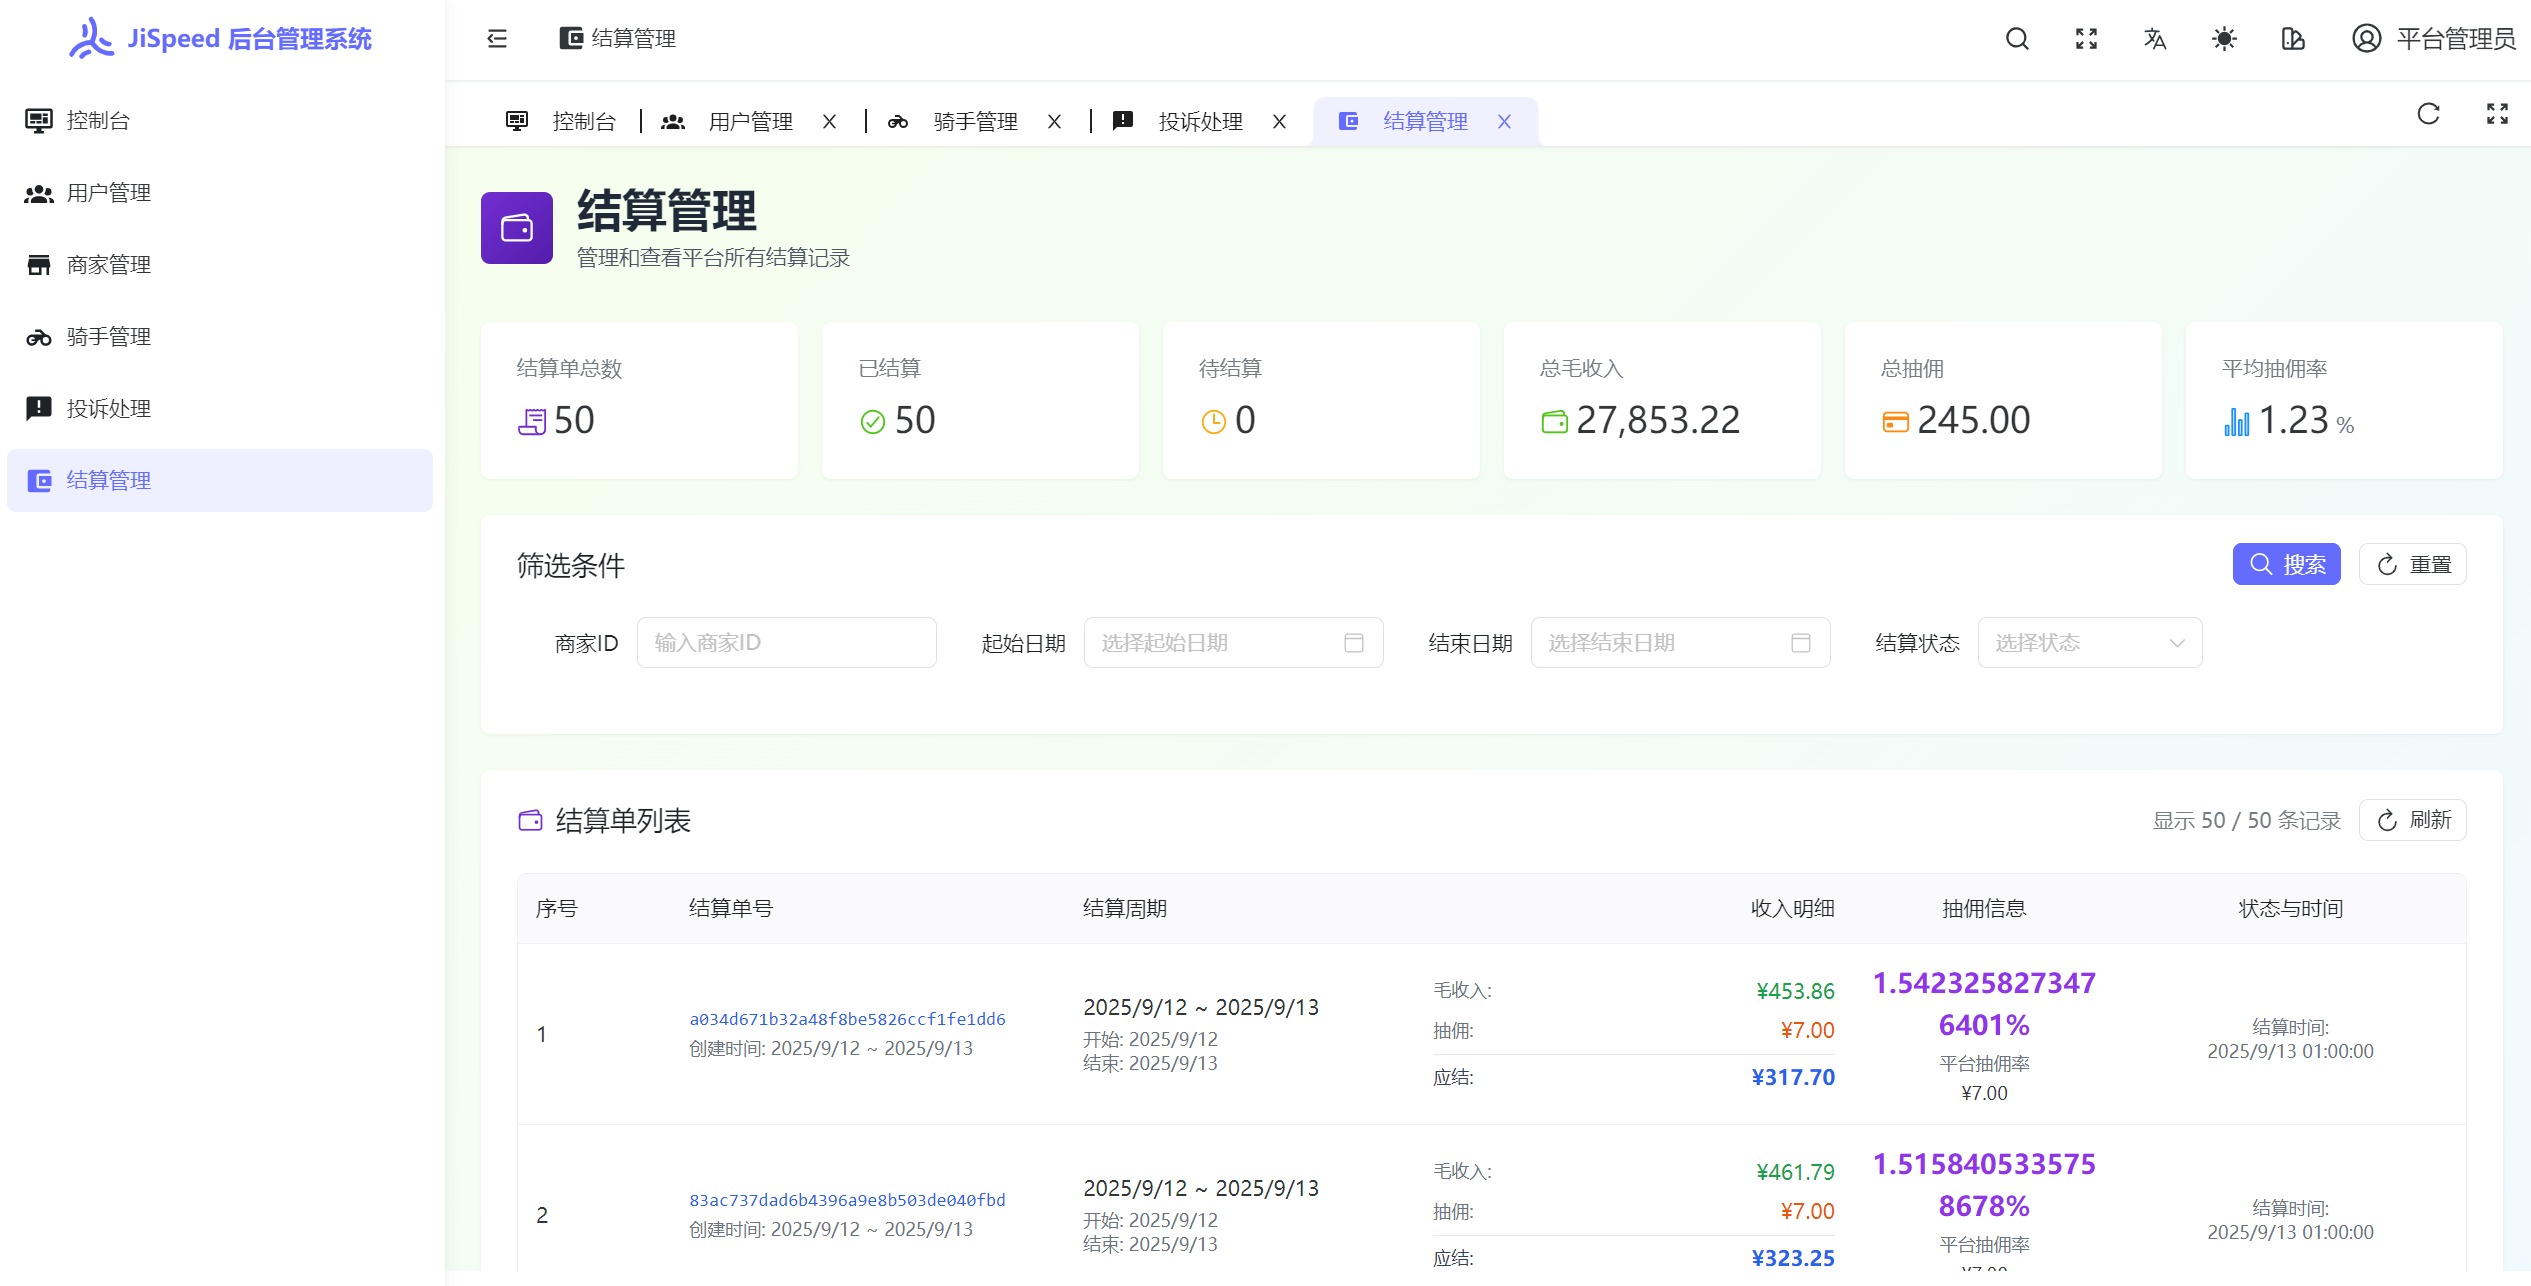 JiSpeed 后台管理系统
结算管理
平台管理员
控制台
用户管理
商家管理
骑手管理
投诉处理
结算管理
控制台
用户管理
骑手管理
投诉处理
结算管理
结算管理
管理和查看平台所有结算记录
结算单总数
50
已结算
50
待结算
0
总毛收入
27,853.22
总抽佣
245.00
平均抽佣率
1.23 %
筛选条件
搜索
重置
商家ID 输入商家ID
起始日期 选择起始日期
结束日期 选择结束日期
结算状态 选择状态
结算单列表
显示 50 / 50 条记录
刷新
序号 结算单号 结算周期 收入明细 抽佣信息 状态与时间
1
a034d671b32a48f8be5826ccf1fe1dd6
创建时间: 2025/9/12 ~ 2025/9/13
2025/9/12 ~ 2025/9/13
开始: 2025/9/12
结束: 2025/9/13
毛收入: ¥453.86
抽佣: ¥7.00
应结: ¥317.70
1.542325827347
6401%
平台抽佣率
¥7.00
结算时间:
2025/9/13 01:00:00
2
83ac737dad6b4396a9e8b503de040fbd
创建时间: 2025/9/12 ~ 2025/9/13
2025/9/12 ~ 2025/9/13
开始: 2025/9/12
结束: 2025/9/13
毛收入: ¥461.79
抽佣: ¥7.00
应结: ¥323.25
1.515840533575
8678%
平台抽佣率
结算时间:
2025/9/13 01:00:00